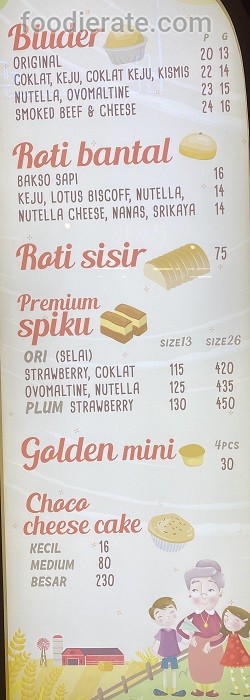 foodierate.com
Bluder P G
ORIGINAL 20 13
COKLAT, KEJU, COKLAT KEJU, KISMIS 22 14
NUTELLA, OVOMALTINE 23 15
SMOKED BEEF & CHEESE 24 16
Roti bantal
BAKSO SAPI 16
KEJU, LOTUS BISCOFF, NUTELLA, 14
NUTELLA CHEESE, NANAS, SRIKAYA 14
Roti sisir 75
Premium
spiku SIZE13 SIZE26
ORI (SELAI)
STRAWBERRY, COKLAT 115 420
OVOMALTINE, NUTELLA 125 435
PLUM STRAWBERRY 130 450
Golden mini 4PCS
30
Choco
cheese cake
KECIL 16
MEDIUM 80
BESAR 230